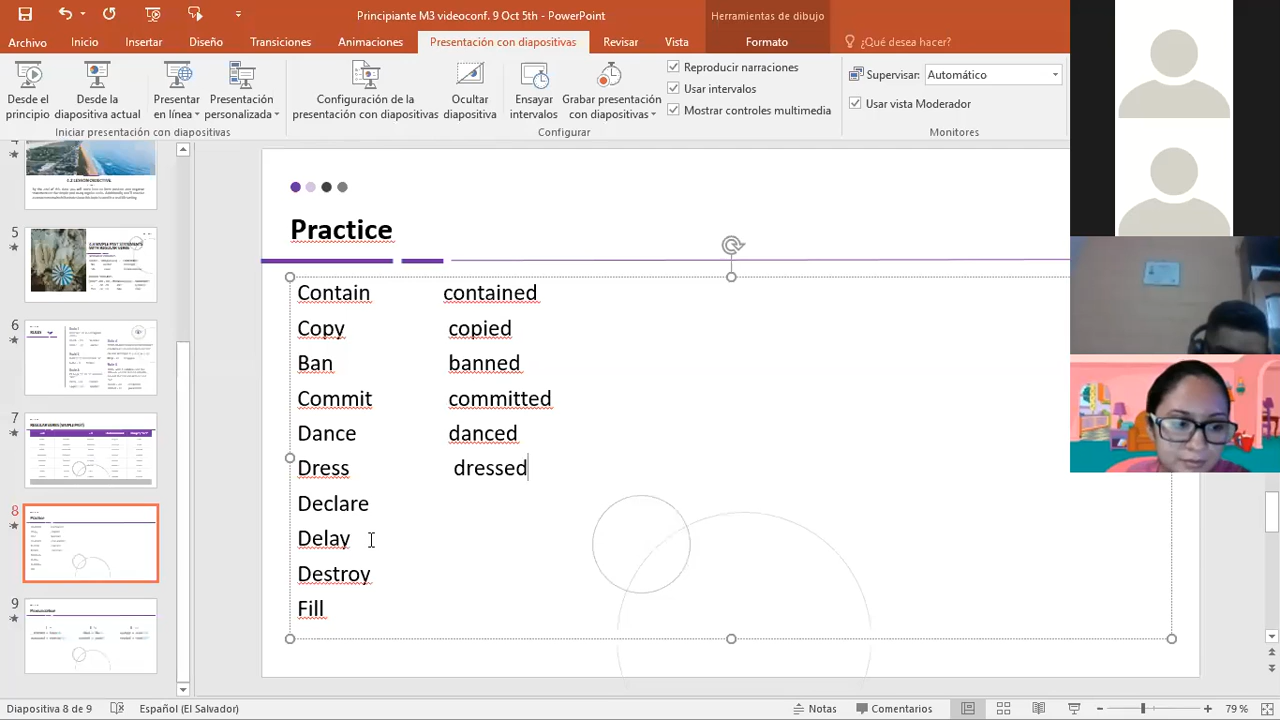 Principiante M3 videoconf. 9 Oct 5th - PowerPoint
Herramientas de dibujo
Archivo Inicio Insertar Diseño Transiciones Animaciones Presentación con diapositivas Revisar Vista Formato ¿Qué desea hacer?
Desde el principio
Desde la diapositiva actual
Presentar en línea
Presentación personalizada
Iniciar presentación con diapositivas
Configuración de la presentación con diapositivas
Ocultar diapositiva
Ensayar intervalos
Grabar presentación con diapositivas
Reproducir narraciones
Usar intervalos
Mostrar controles multimedia
Configurar
Supervisar: Automático
Usar vista Moderador
Monitores
5
6
7
8
9
Practice
Contain contained
Copy copied
Ban banned
Commit committed
Dance danced
Dress dressed
Declare
Delay
Destroy
Fill
Diapositiva 8 de 9 Español (El Salvador) Notas Comentarios 79 %